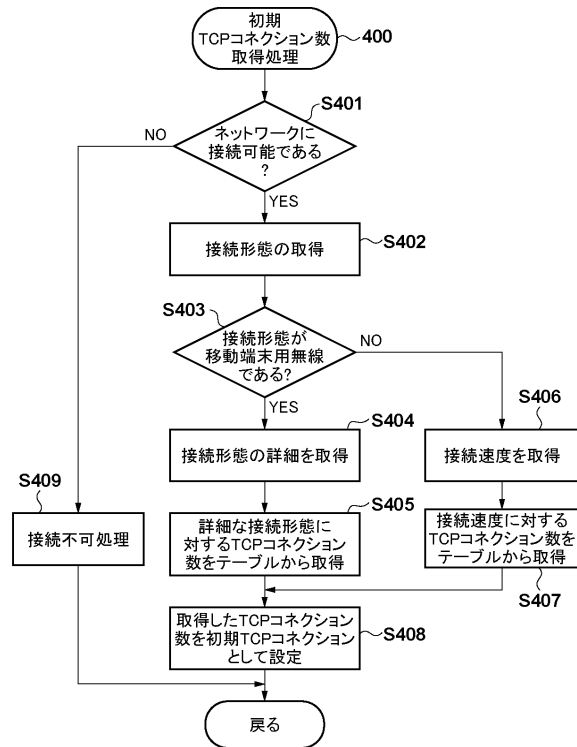 初期
TCPコネクション数
取得処理
400
S401
NO
ネットワークに
接続可能である
?
YES
接続形態の取得
S402
S403
接続形態が
移動端末用無線
である?
NO
YES
S404
S406
接続形態の詳細を取得
接続速度を取得
S409
S405
接続不可処理
詳細な接続形態に
対するTCPコネクション
数をテーブルから取得
接続速度に対する
TCPコネクション数を
テーブルから取得
S407
取得したTCPコネクション
数を初期TCPコネクション
として設定
S408
戻る